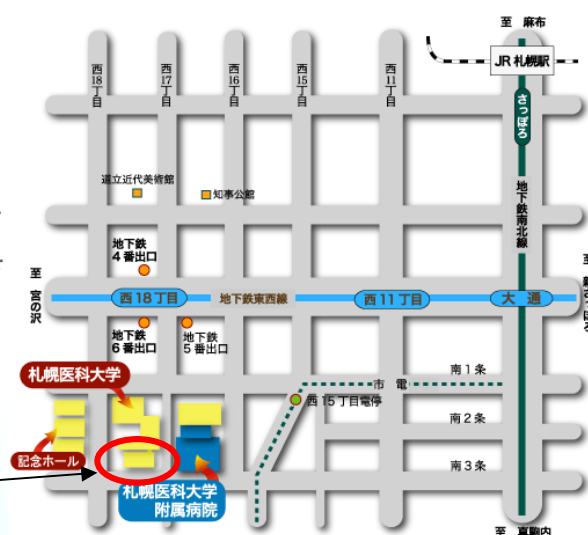 至 麻布
JR 札幌駅
西18丁目
西17丁目
西16丁目
西15丁目
西11丁目
さっぽろ
道立近代美術館
知事公館
地下鉄南北線
地下鉄
4番出口
至 宮の沢
西18丁目
地下鉄東西線
西11丁目
大通
地下鉄
6番出口
地下鉄
5番出口
札幌医科大学
南1条
市電
西15丁目電停
南2条
記念ホール
南3条
札幌医科大学
附属病院
至 真駒内